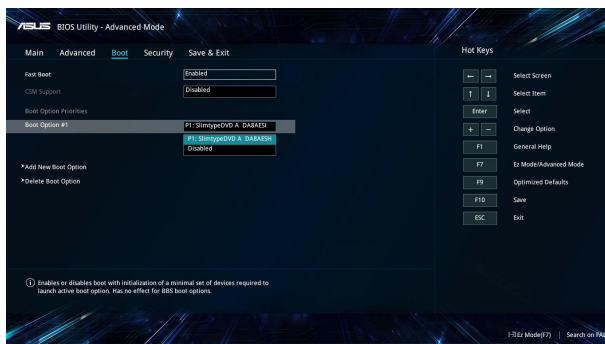 ASUS BIOS Utility - Advanced Mode
Main Advanced Boot Security Save & Exit
Hot Keys
Fast Boot Enabled
CSM Support Disabled
Boot Option Priorities
Boot Option #1 P1: SlimtypeDVD A DA8AESH
P1: SlimtypeDVD A DA8AESH
Disabled
Add New Boot Option
Delete Boot Option
← → Select Screen
↑ ↓ Select Item
Enter Select
+ − Change Option
F1 General Help
F7 Ez Mode/Advanced Mode
F9 Optimized Defaults
F10 Save
ESC Exit
Enables or disables boot with initialization of a minimal set of devices required to
launch active boot option. Has no effect for BBS boot options.
Ez Mode(F7) | Search on FAQ